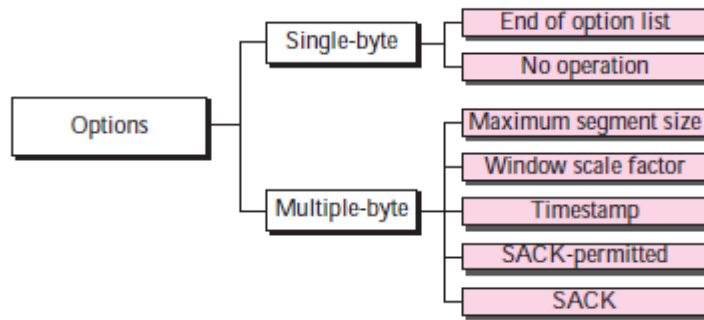 Options
Single-byte
End of option list
No operation
Multiple-byte
Maximum segment size
Window scale factor
Timestamp
SACK-permitted
SACK